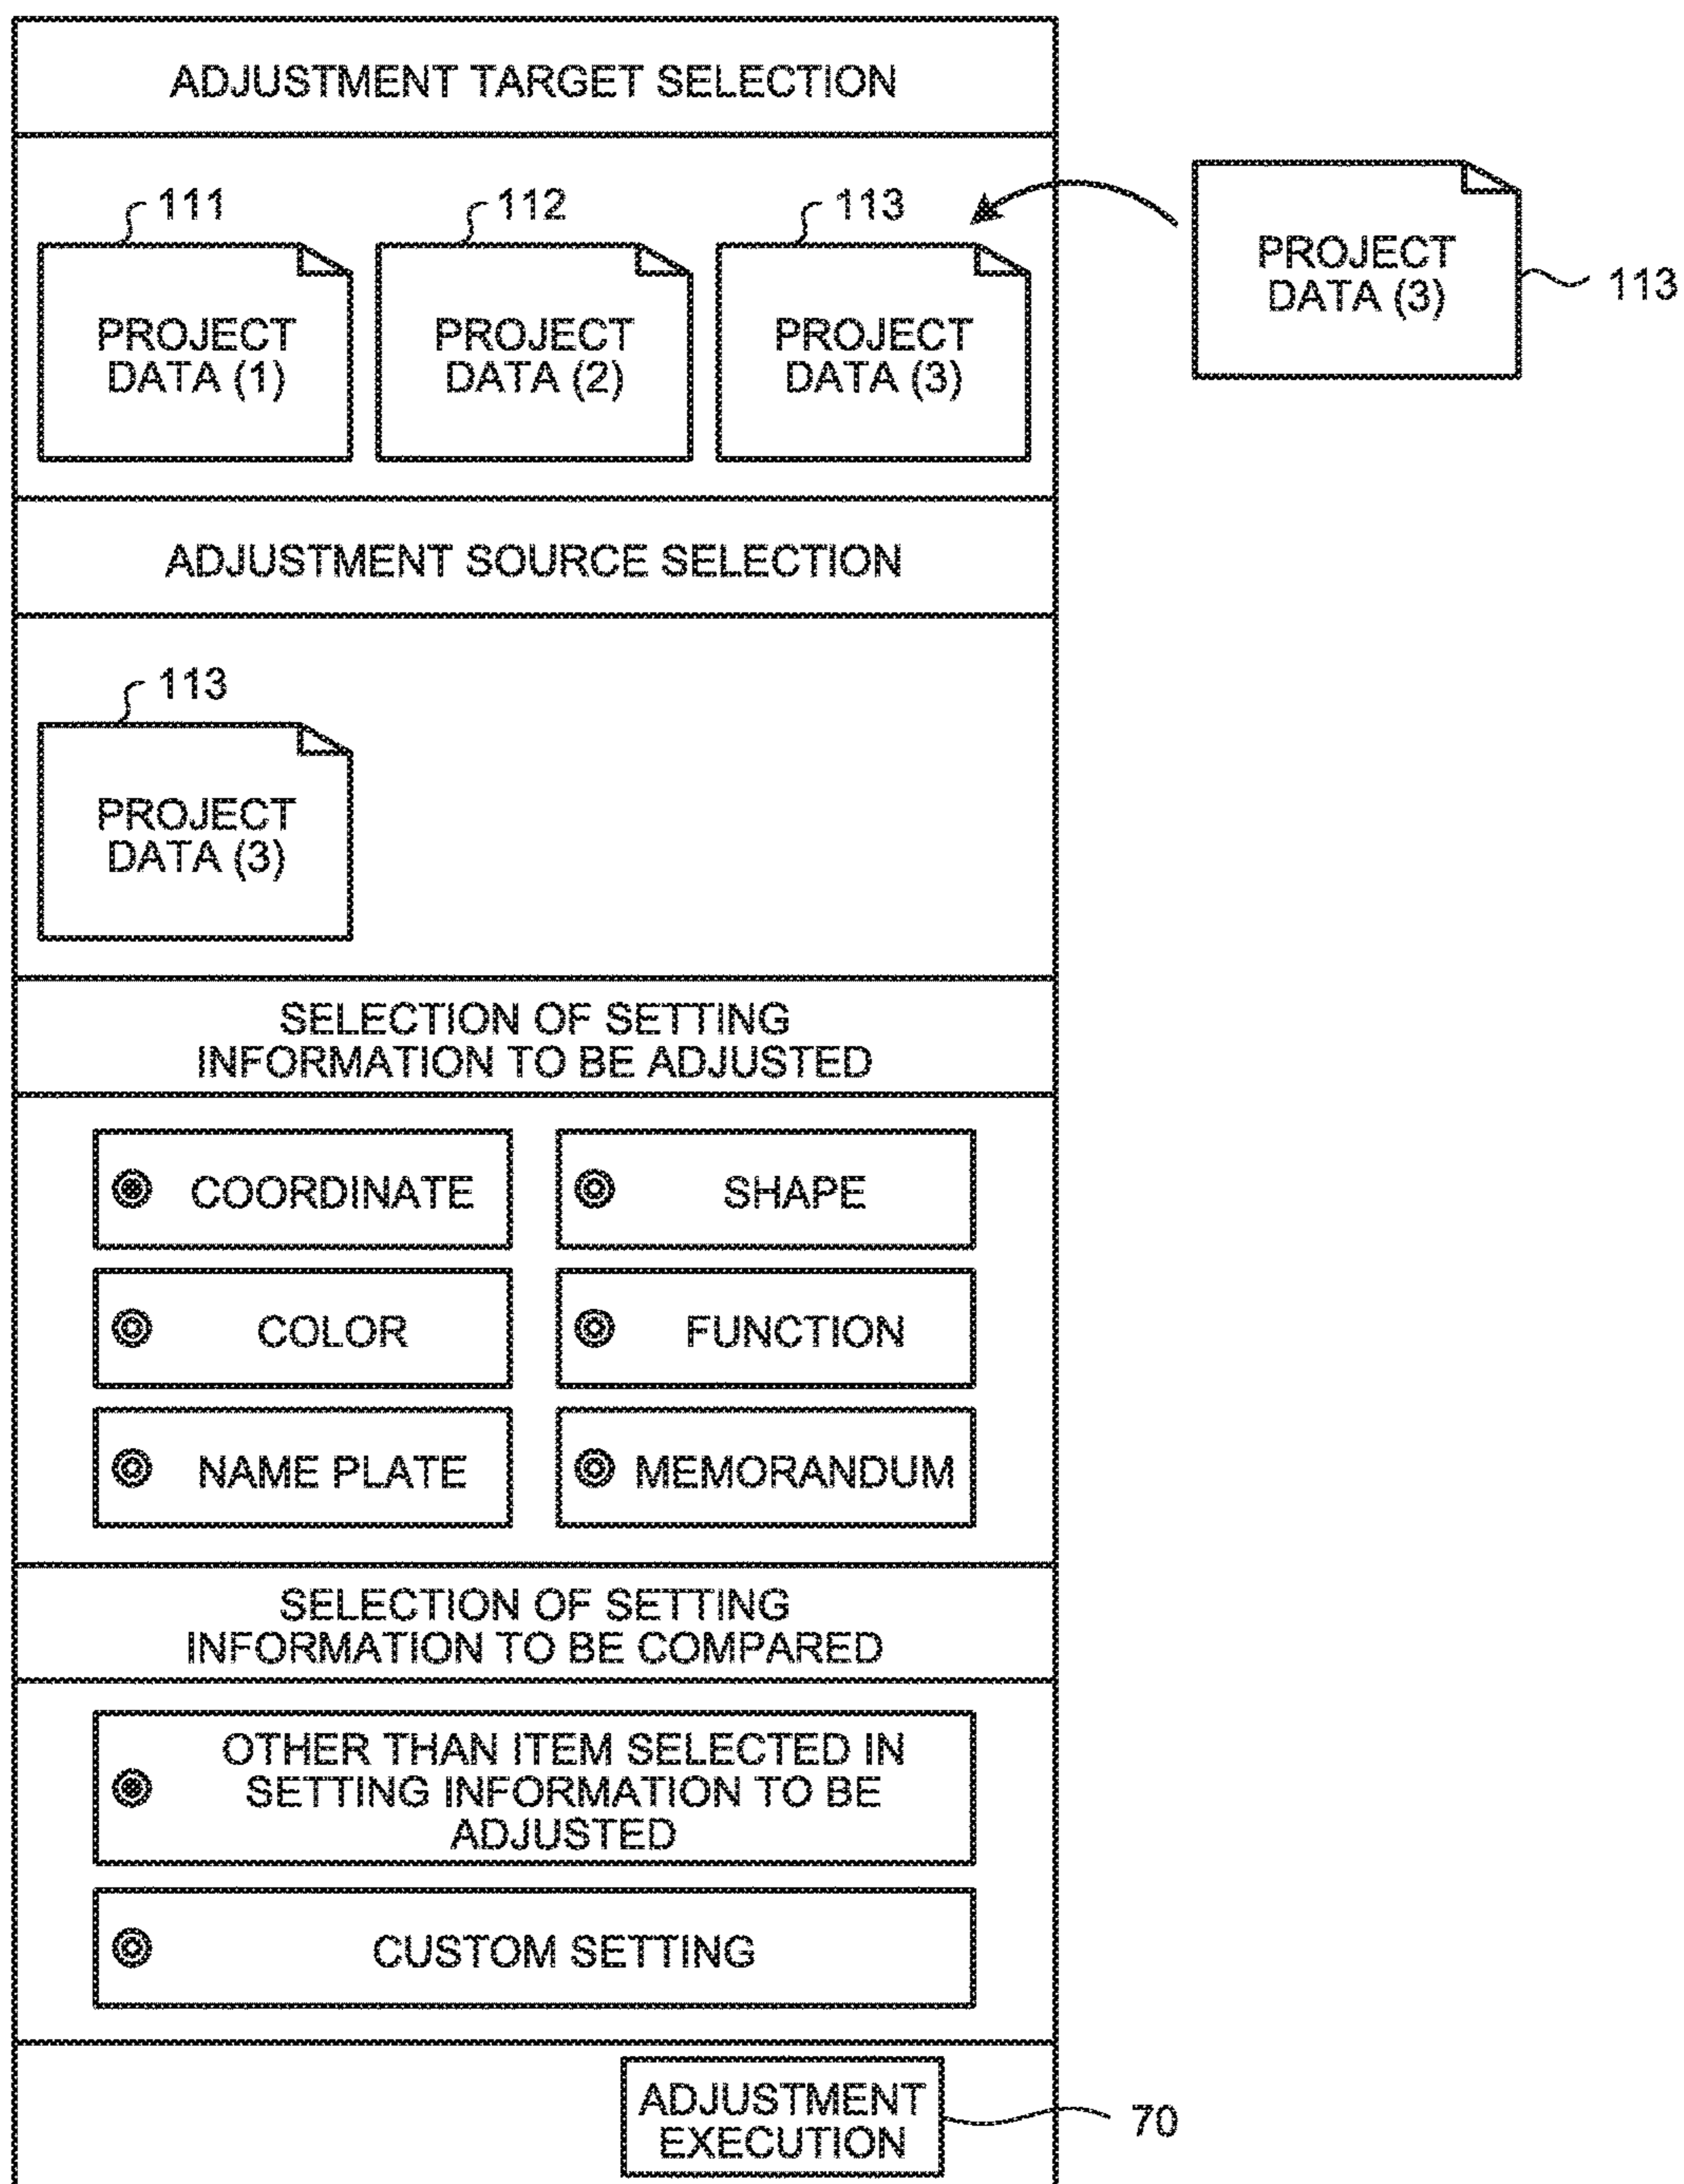 ADJUSTMENT TARGET SELECTION
111
112
113
PROJECT
DATA (1)
PROJECT
DATA (2)
PROJECT
DATA (3)
PROJECT
DATA (3)
113
ADJUSTMENT SOURCE SELECTION
113
PROJECT
DATA (3)
SELECTION OF SETTING
INFORMATION TO BE ADJUSTED
COORDINATE
SHAPE
COLOR
FUNCTION
NAME PLATE
MEMORANDUM
SELECTION OF SETTING
INFORMATION TO BE COMPARED
OTHER THAN ITEM SELECTED IN
SETTING INFORMATION TO BE
ADJUSTED
CUSTOM SETTING
ADJUSTMENT
EXECUTION
70